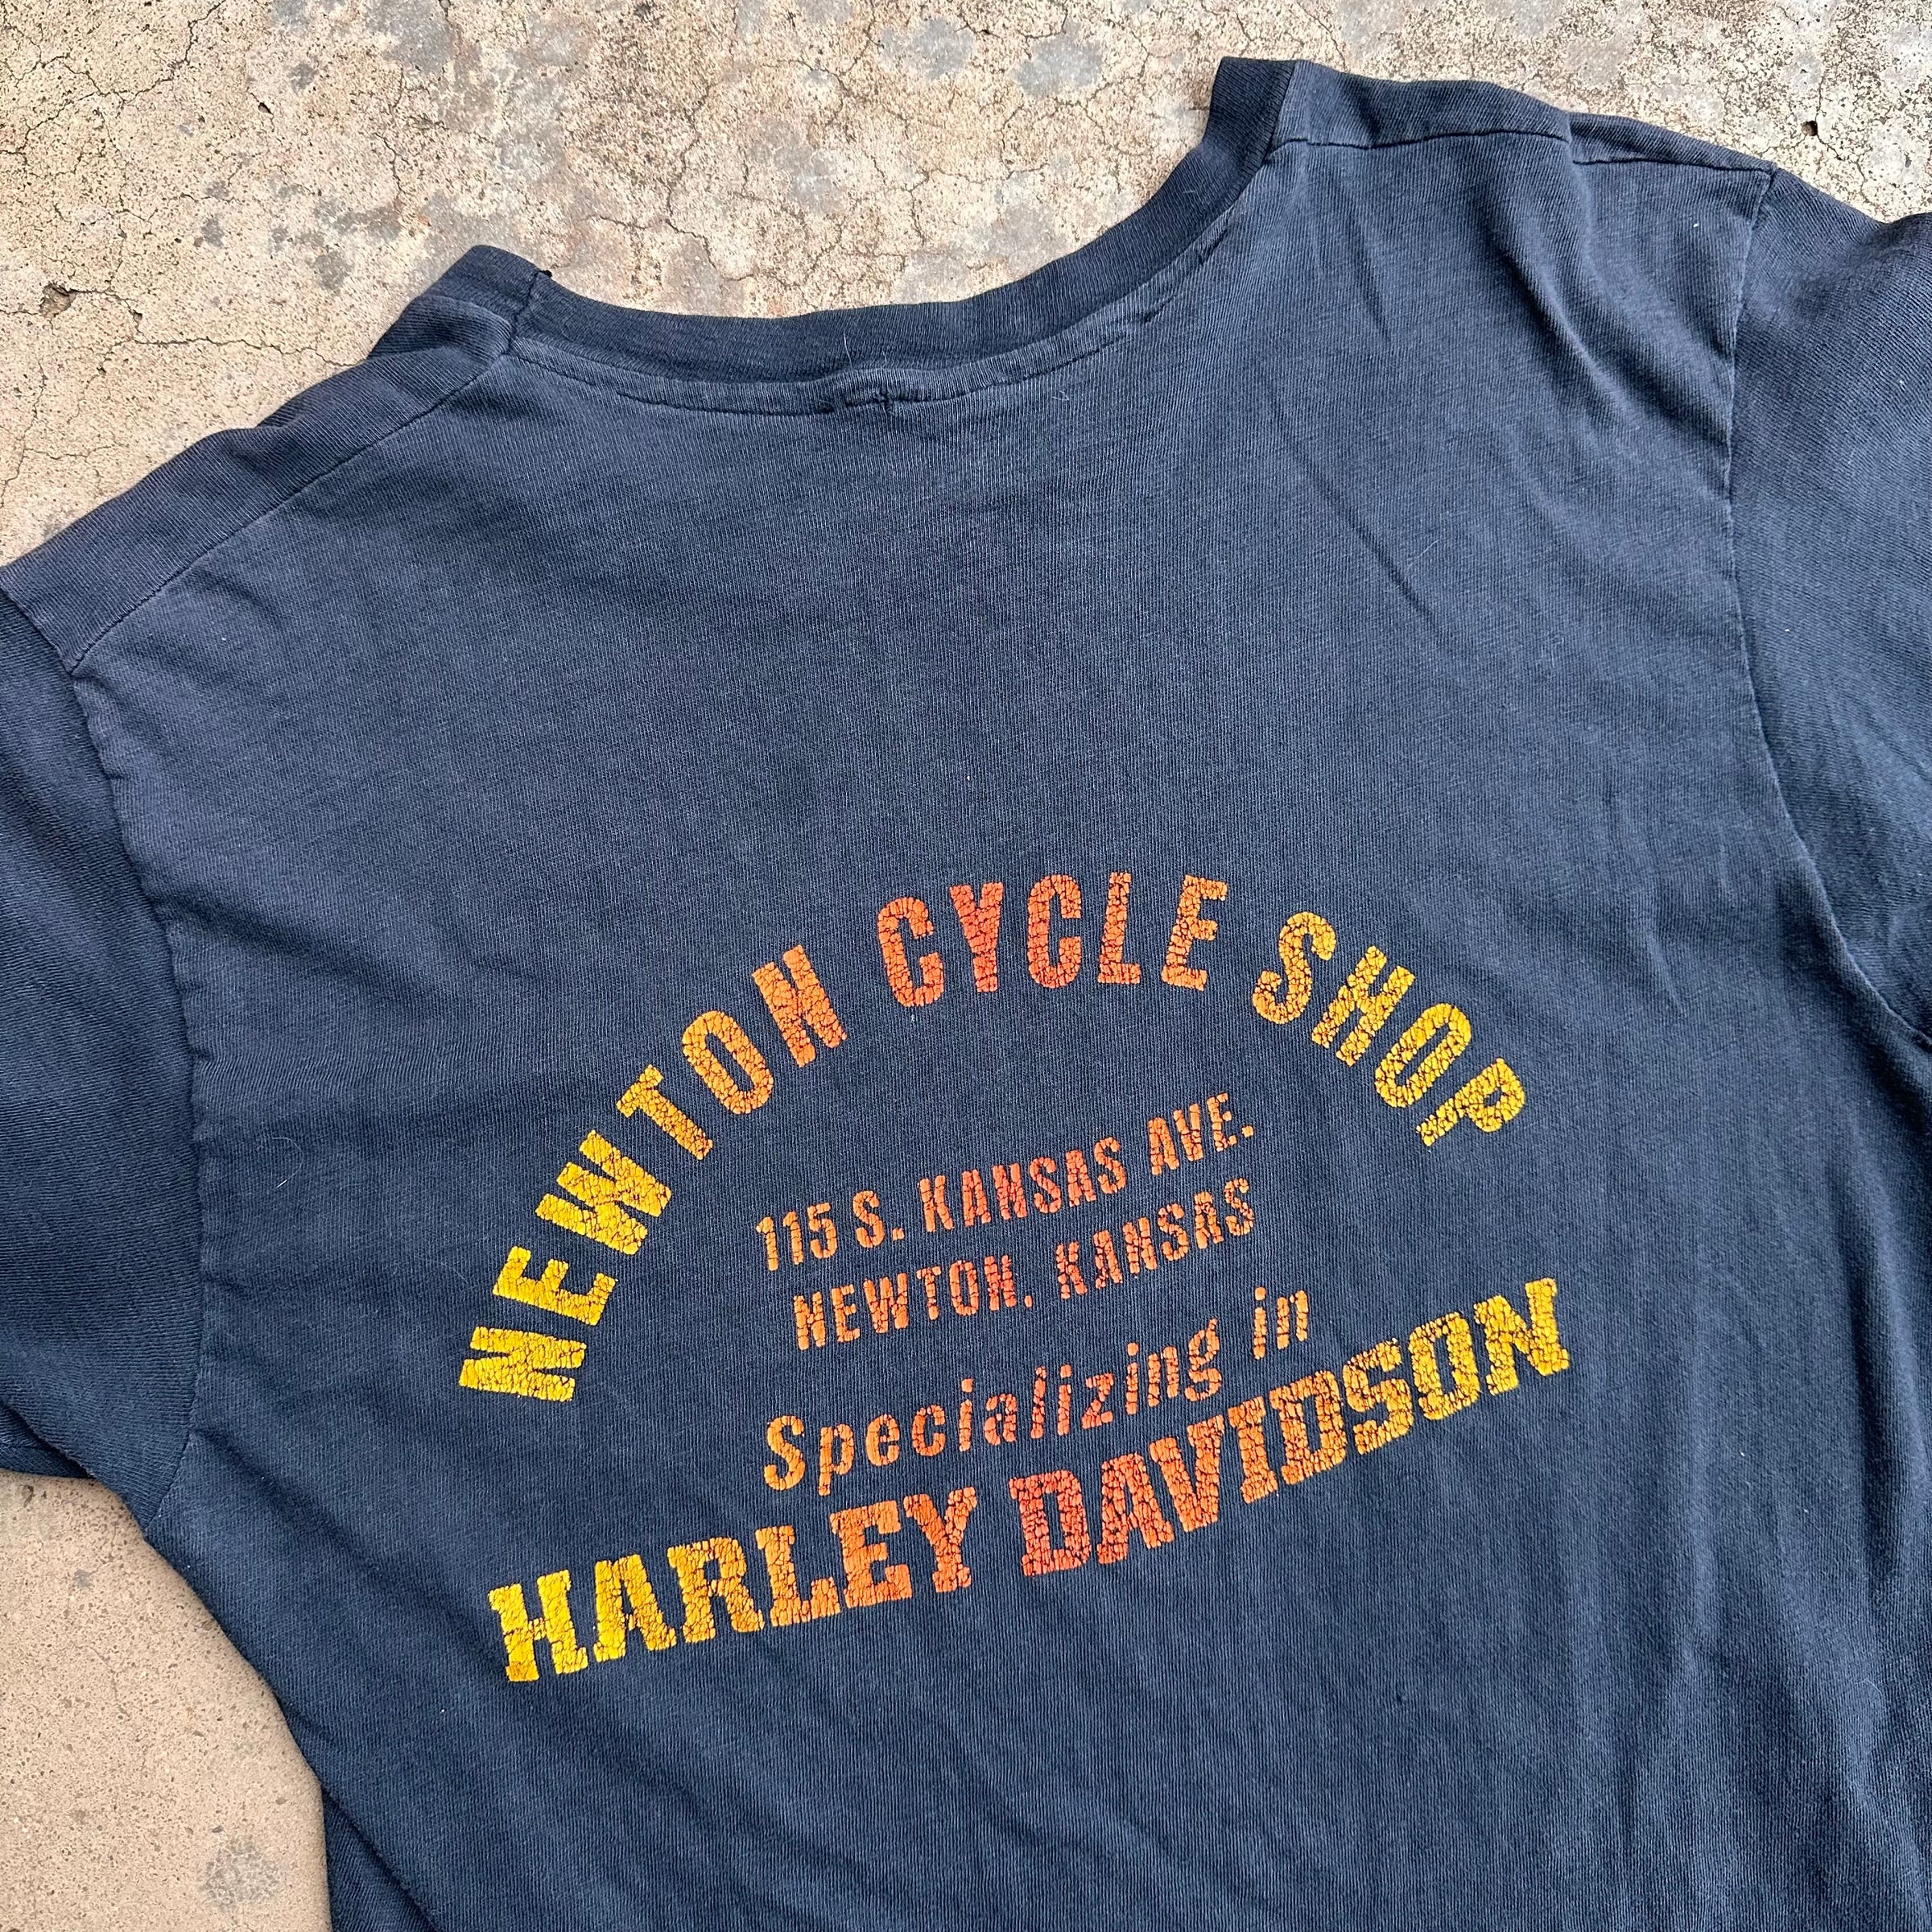 NEWTON CYCLE SHOP
115 S. KANSAS AVE.
NEWTON, KANSAS
Specializing in
HARLEY DAVIDSON